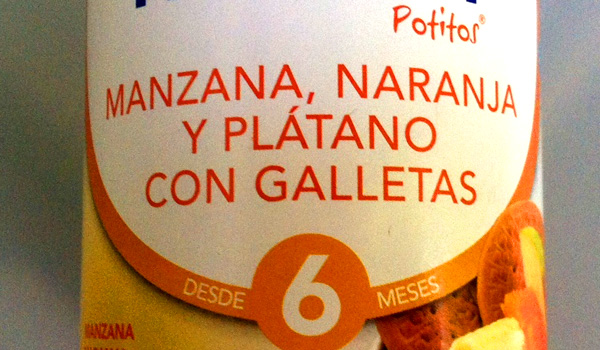 Potitos®
MANZANA, NARANJA
Y PLÁTANO
CON GALLETAS
DESDE 6 MESES
MANZANA